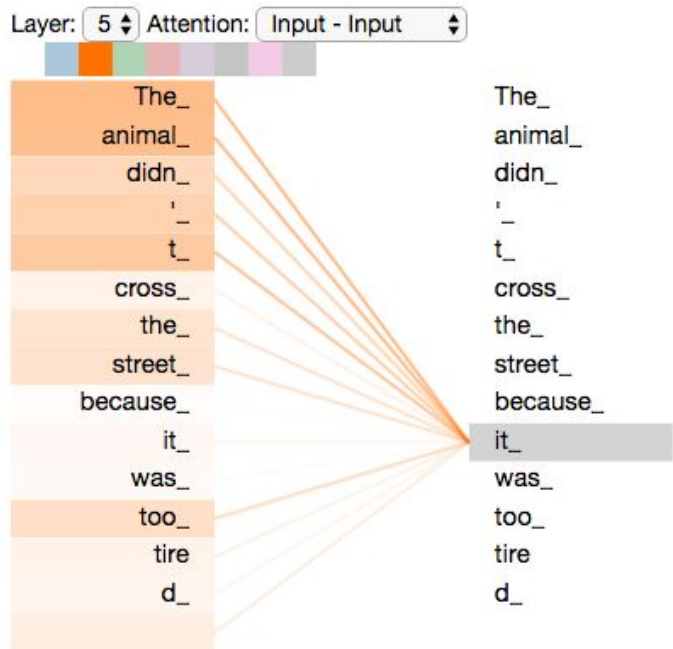 Layer: 5 Attention: Input - Input
The_ The_
animal_ animal_
didn_ didn_
'_ '_
t_ t_
cross_ cross_
the_ the_
street_ street_
because_ because_
it_ it_
was_ was_
too_ too_
tire tire
d_ d_